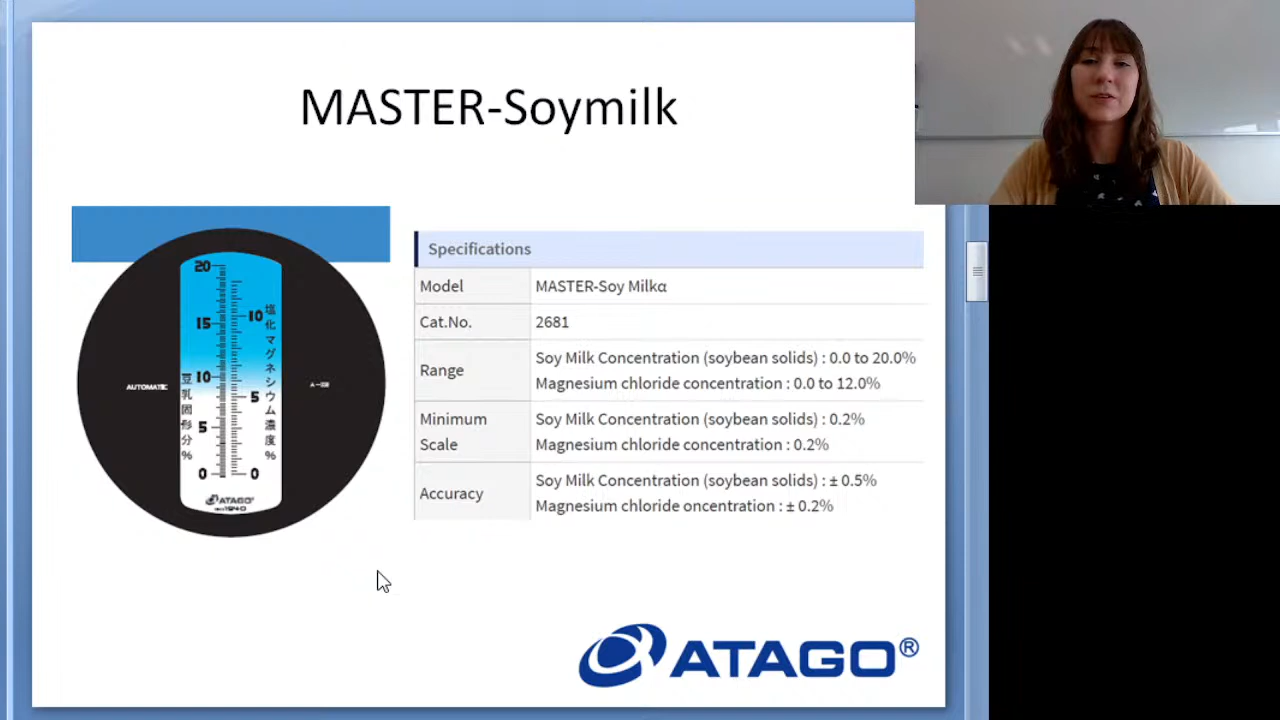 MASTER-Soymilk
20
15
10
5
0
10
5
0
豆乳固形分%
塩化マグネシウム濃度%
AUTOMATIC
ATAGO®
Specifications
Model MASTER-Soy Milkα
Cat.No. 2681
Range Soy Milk Concentration (soybean solids) : 0.0 to 20.0%
Magnesium chloride concentration : 0.0 to 12.0%
Minimum Scale Soy Milk Concentration (soybean solids) : 0.2%
Magnesium chloride concentration : 0.2%
Accuracy Soy Milk Concentration (soybean solids) : ± 0.5%
Magnesium chloride oncentration : ± 0.2%
ATAGO®